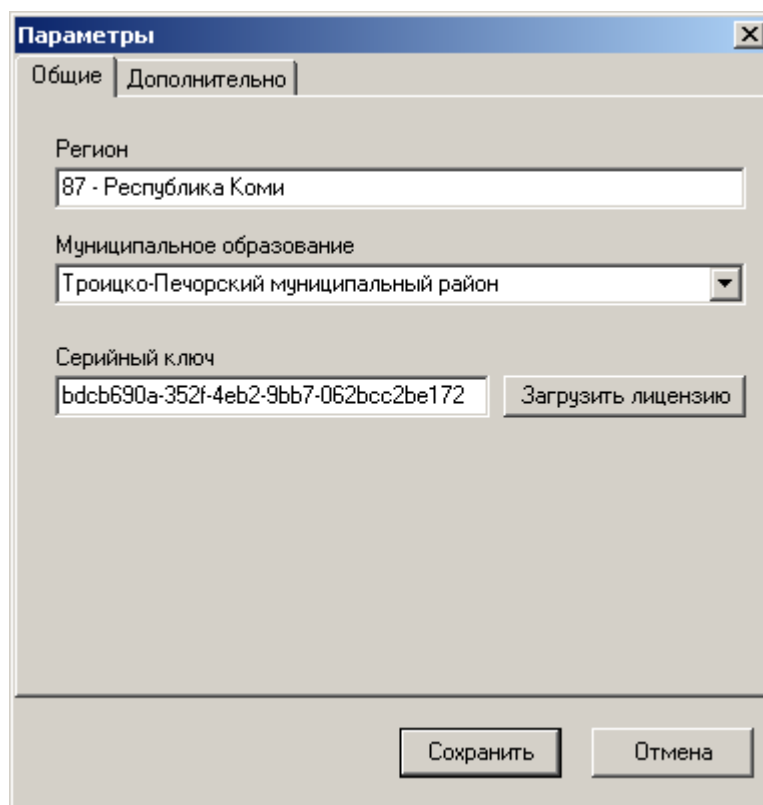 Параметры
Общие
Дополнительно
Регион
87 - Республика Коми
Муниципальное образование
Троицко-Печорский муниципальный район
Серийный ключ
bdcb690a-352f-4eb2-9bb7-062bcc2be172
Загрузить лицензию
Сохранить
Отмена